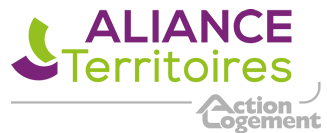 ALIANCE
Territoires
Action
Logement